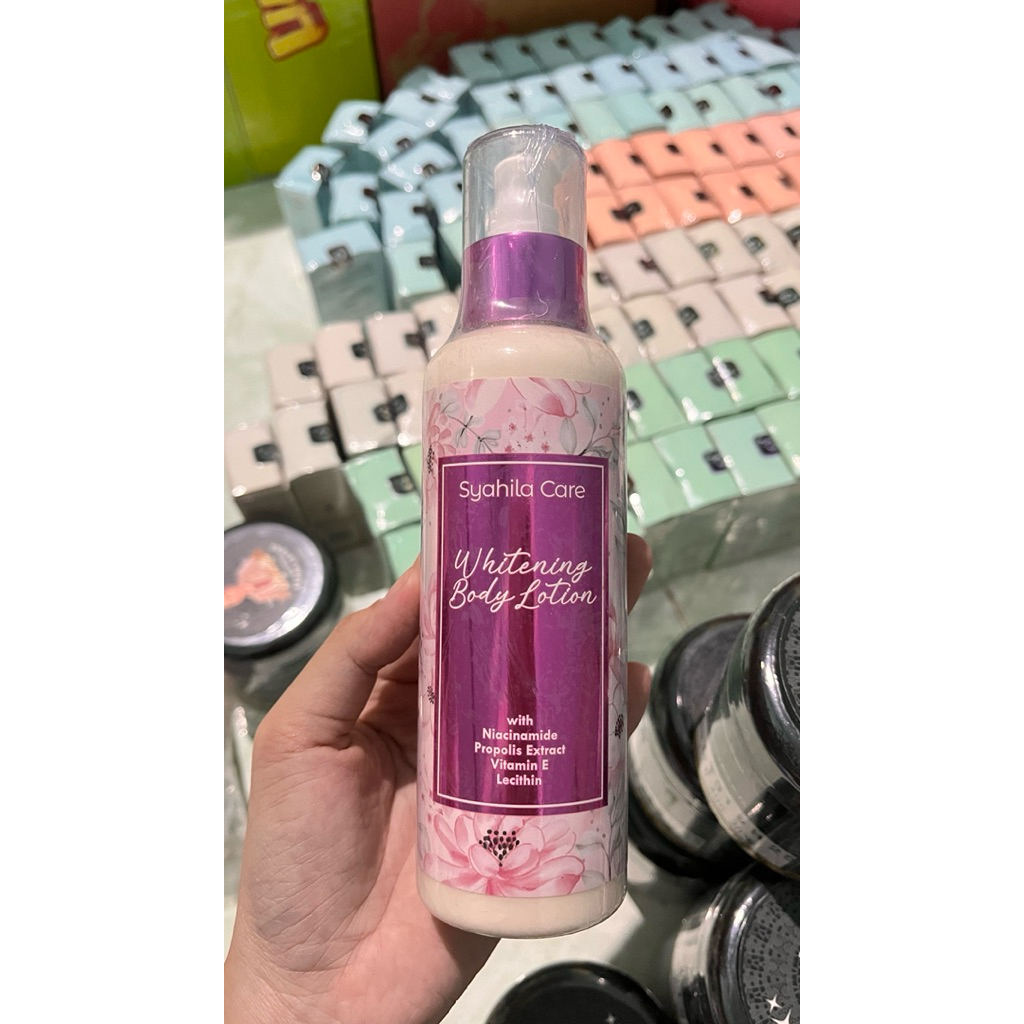 Syahila Care
Whitening
Body Lotion
with
Niacinamide
Propolis Extract
Vitamin E
Lecithin